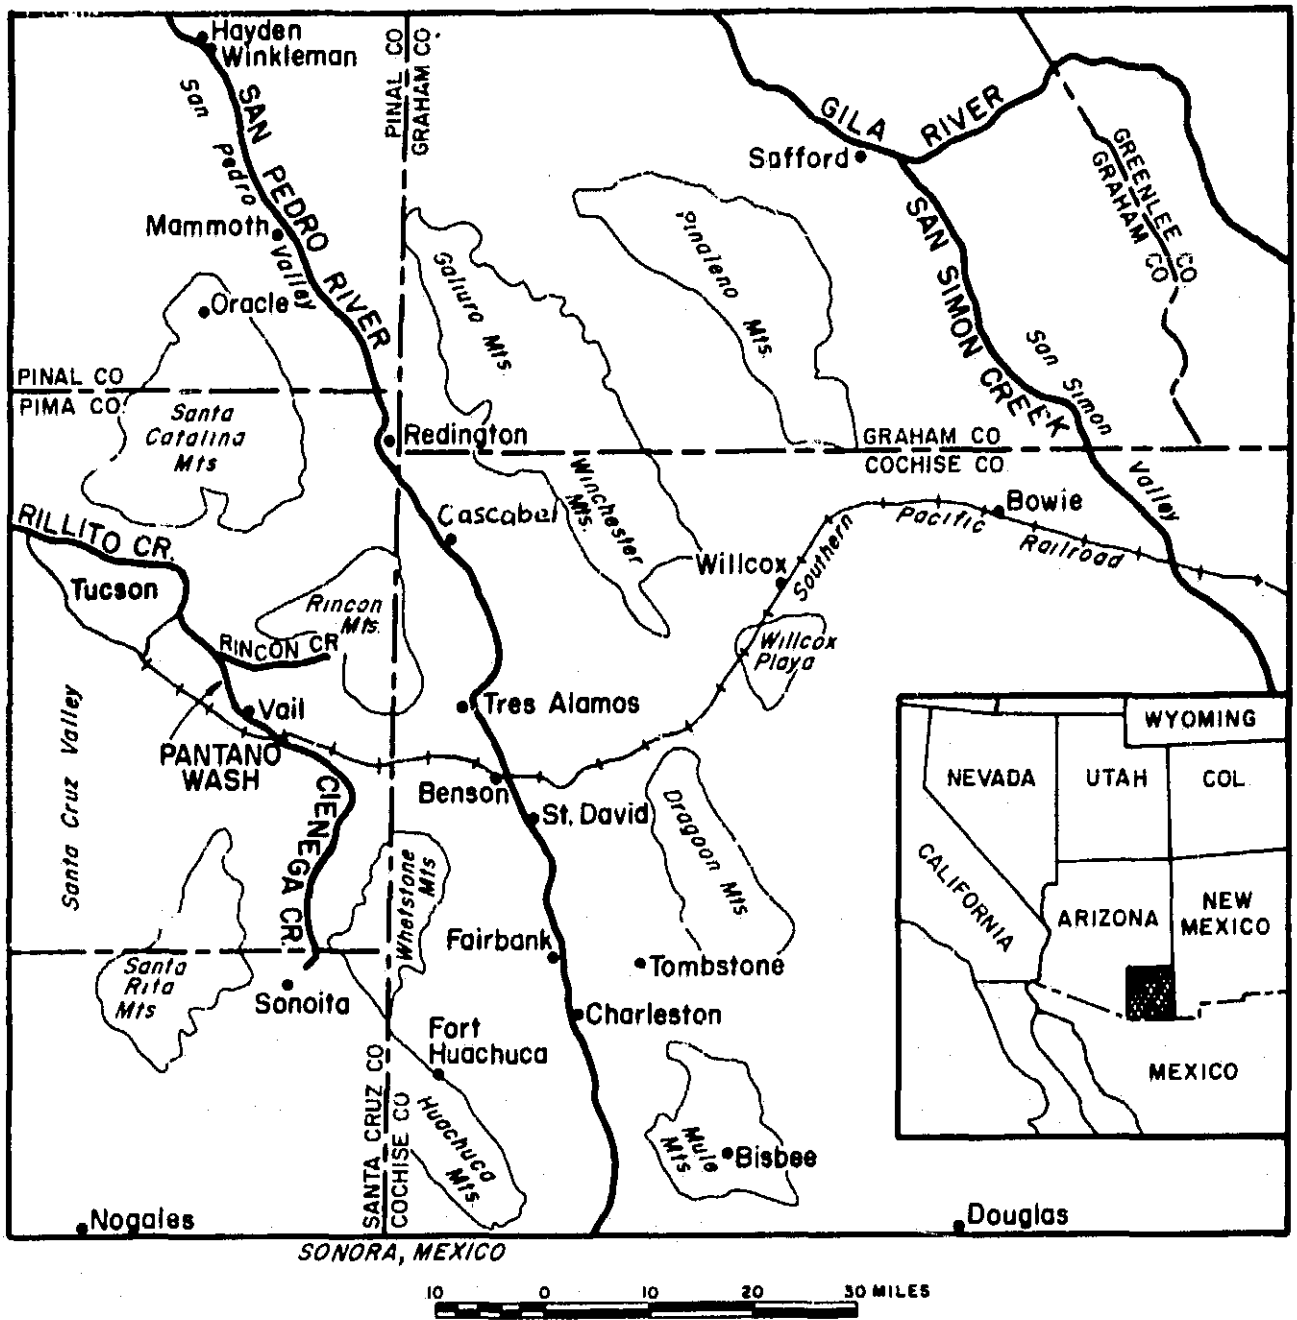 Hayden
Winkleman
San Pedro Valley
SAN PEDRO RIVER
PINAL CO
GRAHAM CO.
GILA RIVER
Safford
GREENLEE CO
GRAHAM CO
Mammoth
Oracle
Galiuro Mts.
Pinaleno Mts.
SAN SIMON CREEK
San Simon Valley
PINAL CO
PIMA CO.
Santa
Catalina
Mts
Redington
GRAHAM CO
COCHISE CO.
Winchester
Mts.
Bowie
Southern Pacific Railroad
RILLITO CR.
Cascabel
Tucson
Willcox
Rincon
Mts.
RINCON CR
Willcox
Playa
Santa Cruz Valley
Vail
Tres Alamos
PANTANO
WASH
CIENEGA CR.
Benson
St. David
Dragoon Mts.
Whetstone
Mts
Fairbank
Tombstone
Santa
Rita
Mts
Sonoita
Charleston
Fort
Huachuca
SANTA CRUZ CO
COCHISE CO
Huachuca
Mts.
Mule
Mts
Bisbee
Nogales
Douglas
SONORA, MEXICO
WYOMING
NEVADA
UTAH
COL.
CALIFORNIA
ARIZONA
NEW
MEXICO
MEXICO
10 0 10 20 30 MILES